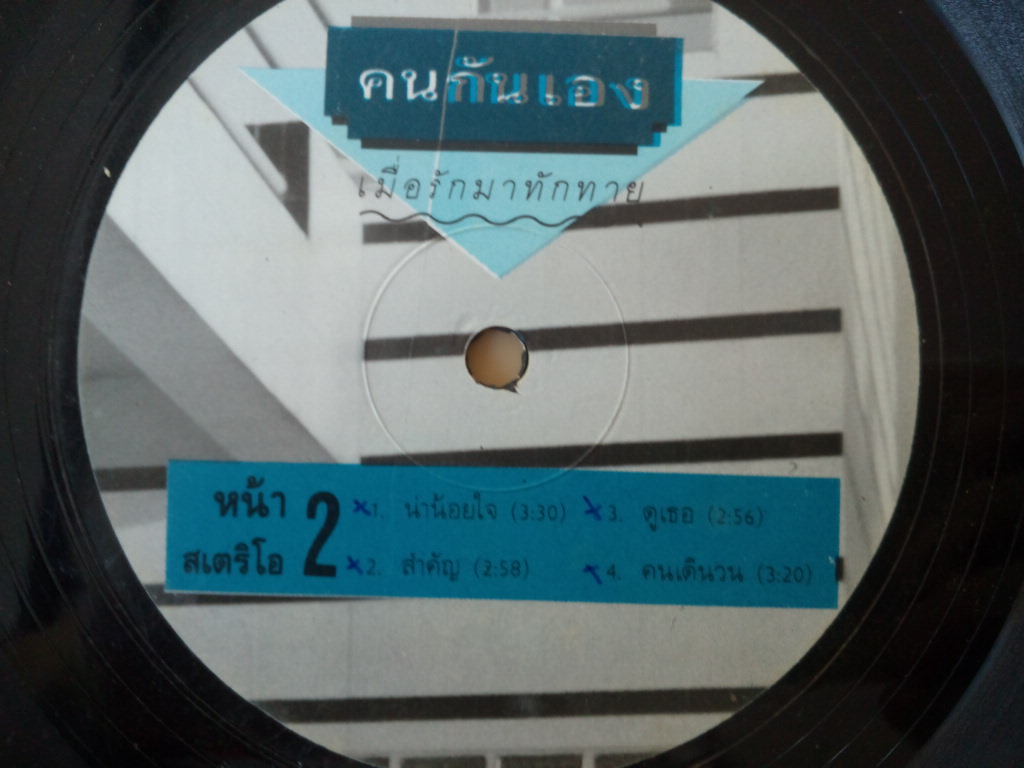 คนกันเอง
เมื่อรักมาทักทาย
หน้า 2
สเตริโอ
1. น่าน้อยใจ (3:30)
2. สำคัญ (2:58)
3. ดูเธอ (2:56)
4. คนเดินวน (3:20)